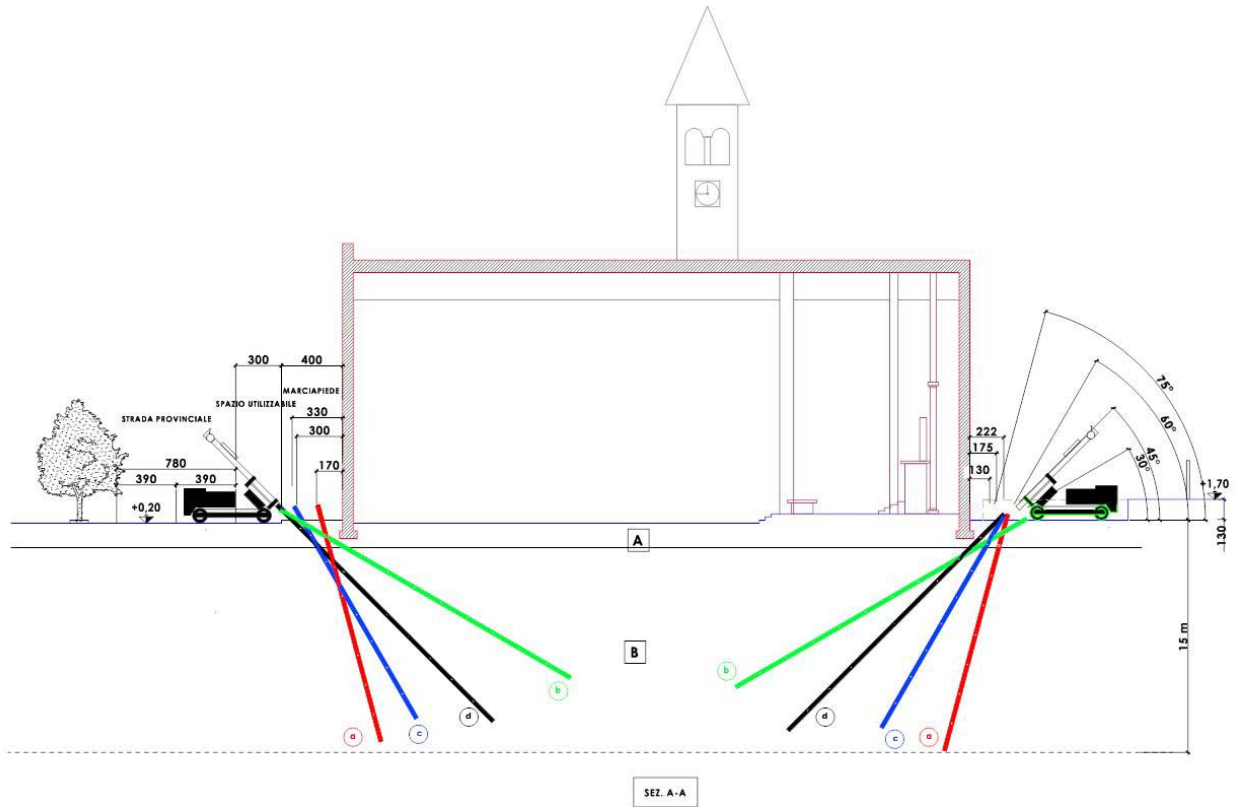 300
400
MARCIAPIEDE
SPAZIO UTILIZZABILE
STRADA PROVINCIALE
330
300
170
780
390
390
+0,20
222
175
130
75°
60°
45°
30°
+1,70
130
15 m
A
B
b
d
c
a
b
d
c
a
SEZ. A-A